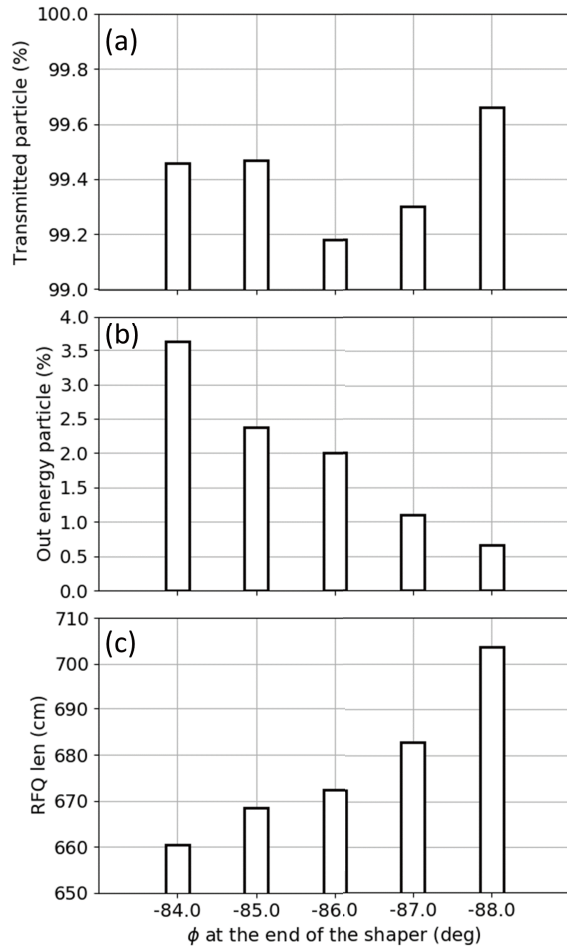 (a)
Transmitted particle (%)
100.0
99.8
99.6
99.4
99.2
99.0
(b)
Out energy particle (%)
4.0
3.5
3.0
2.5
2.0
1.5
1.0
0.5
0.0
(c)
RFQ len (cm)
710
700
690
680
670
660
650
-84.0 -85.0 -86.0 -87.0 -88.0
ϕ at the end of the shaper (deg)